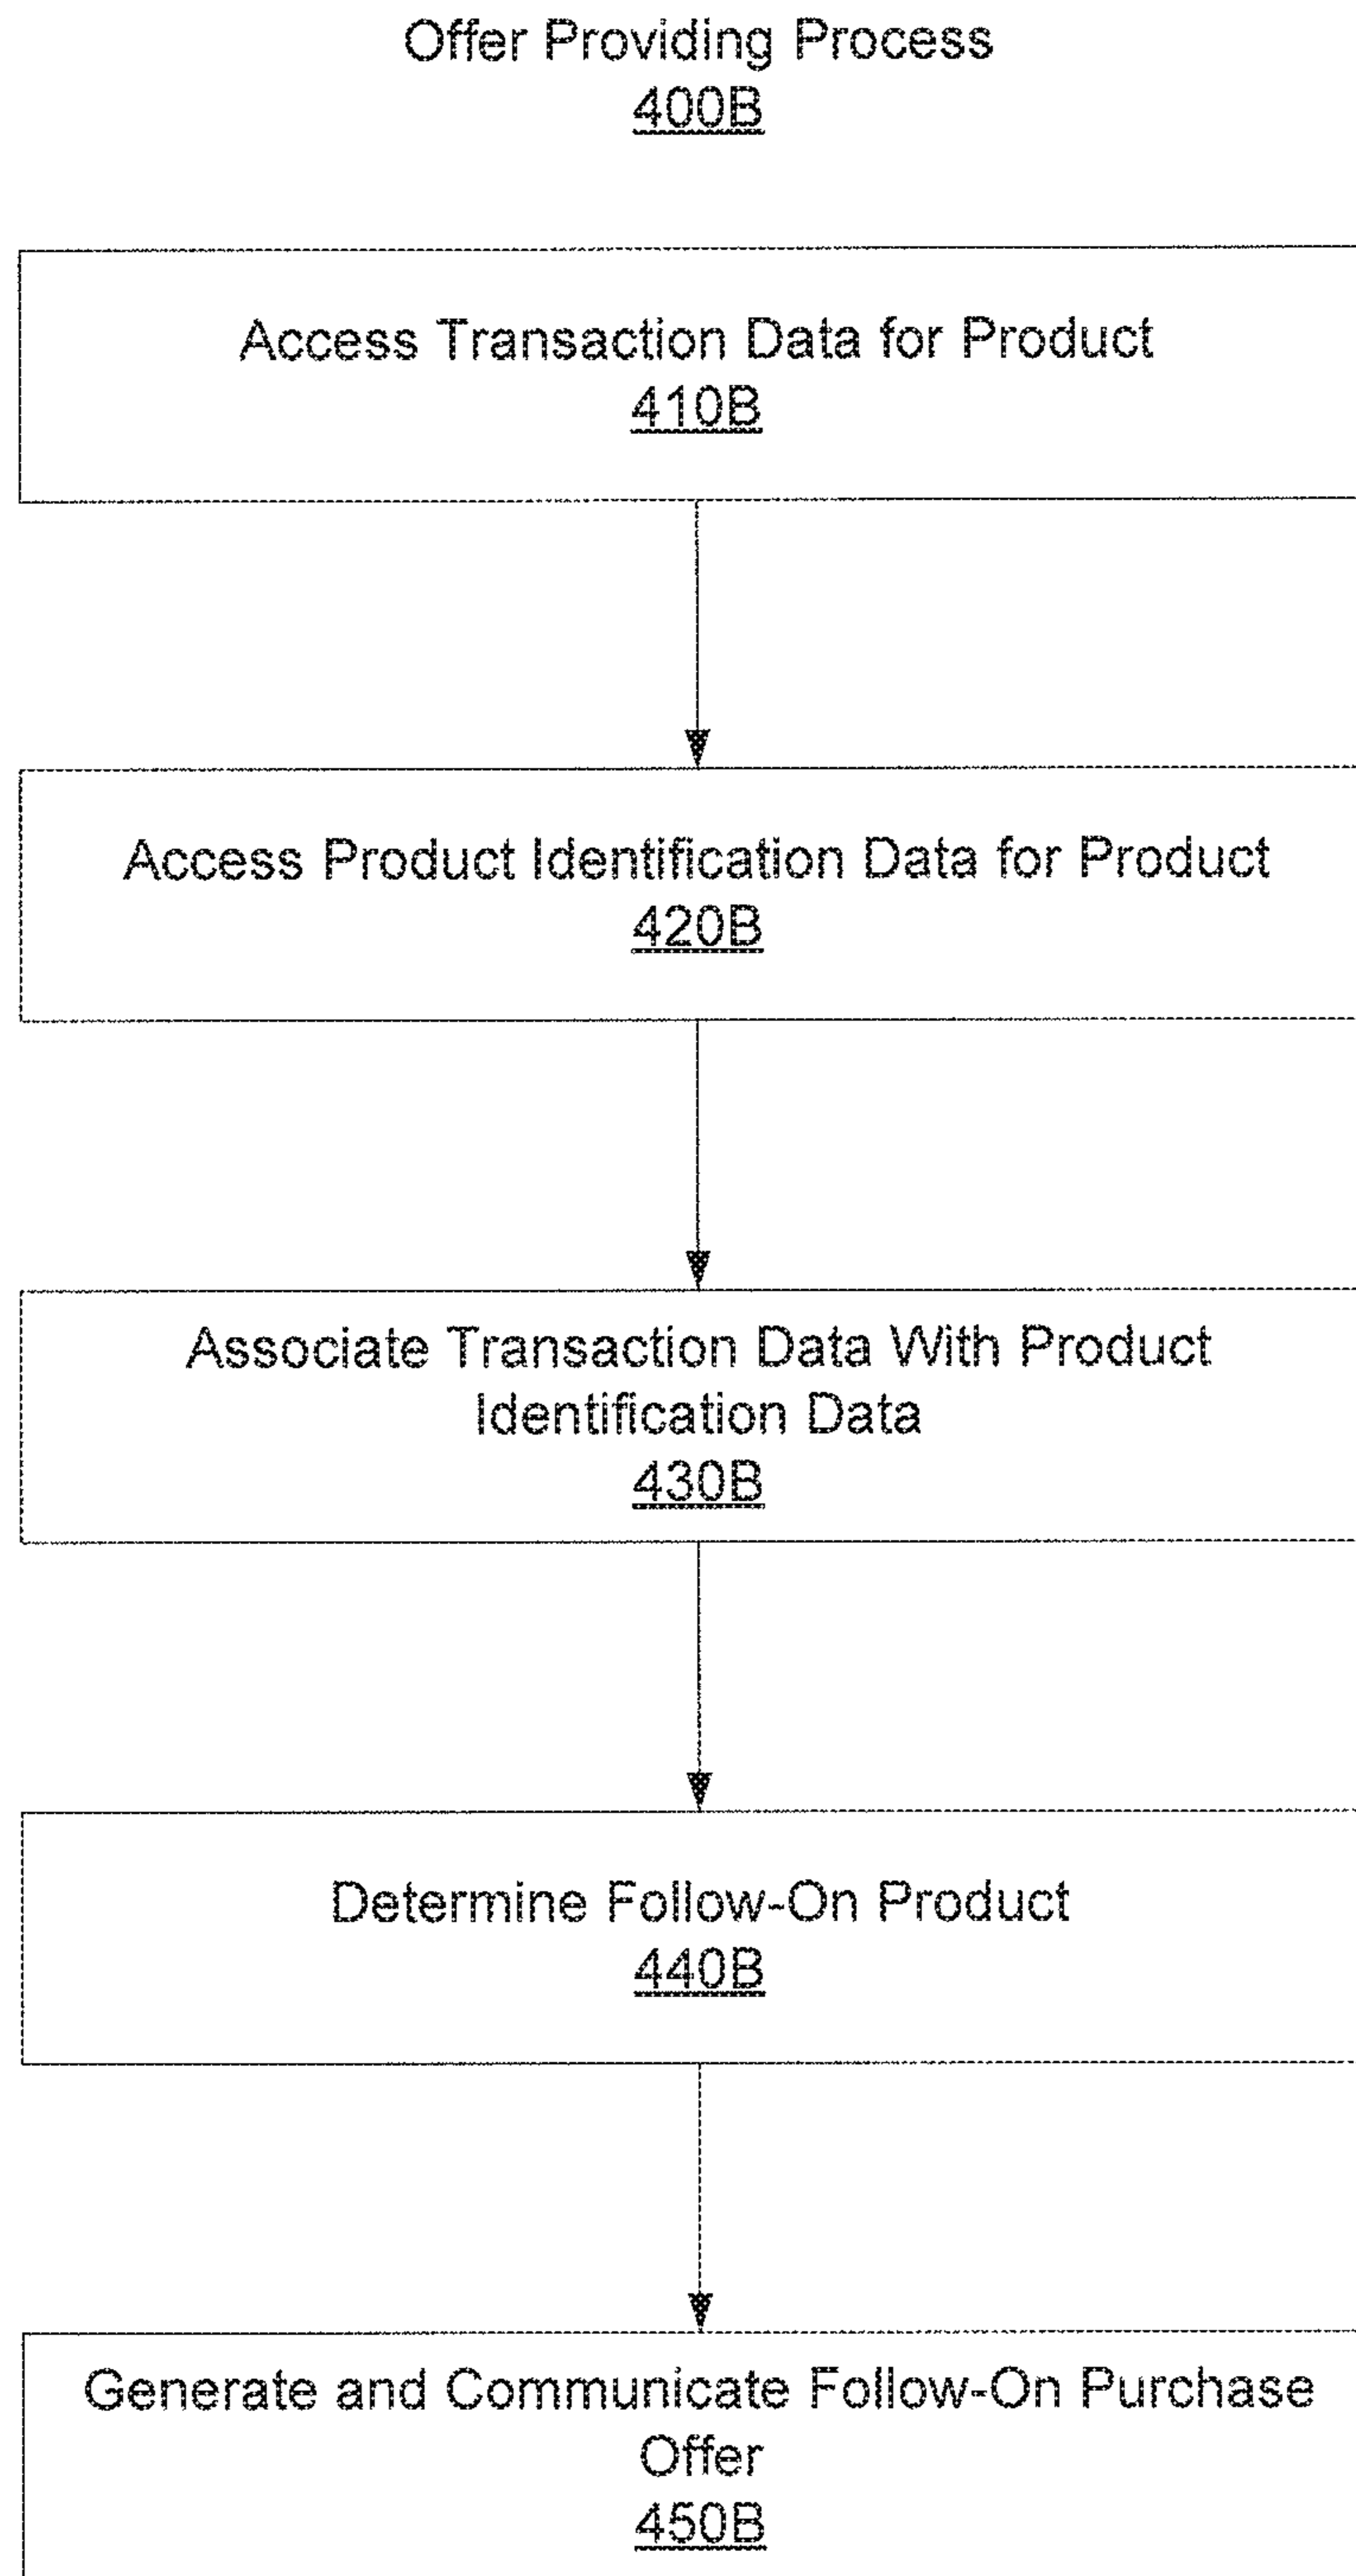 Offer Providing Process
400B
Access Transaction Data for Product
410B
Access Product Identification Data for Product
420B
Associate Transaction Data With Product
Identification Data
430B
Determine Follow-On Product
440B
Generate and Communicate Follow-On Purchase
Offer
450B